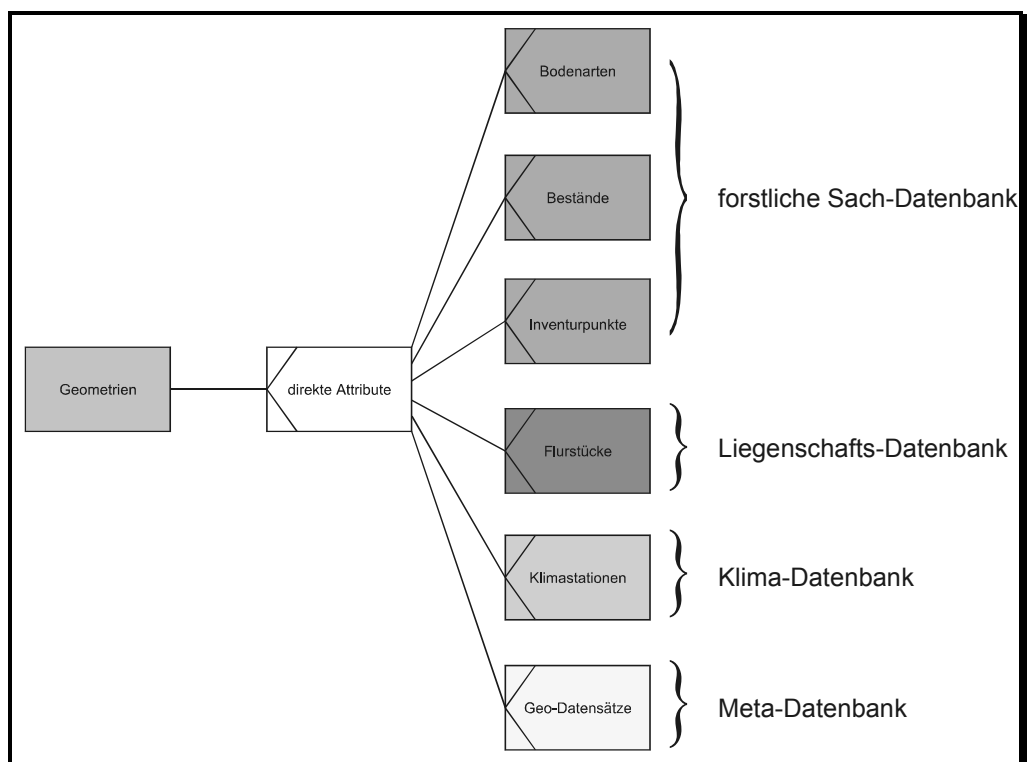 Bodenarten
Bestände
forstliche Sach-Datenbank
Inventurpunkte
Geometrien
direkte Attribute
Flurstücke
Liegenschafts-Datenbank
Klimastationen
Klima-Datenbank
Geo-Datensätze
Meta-Datenbank